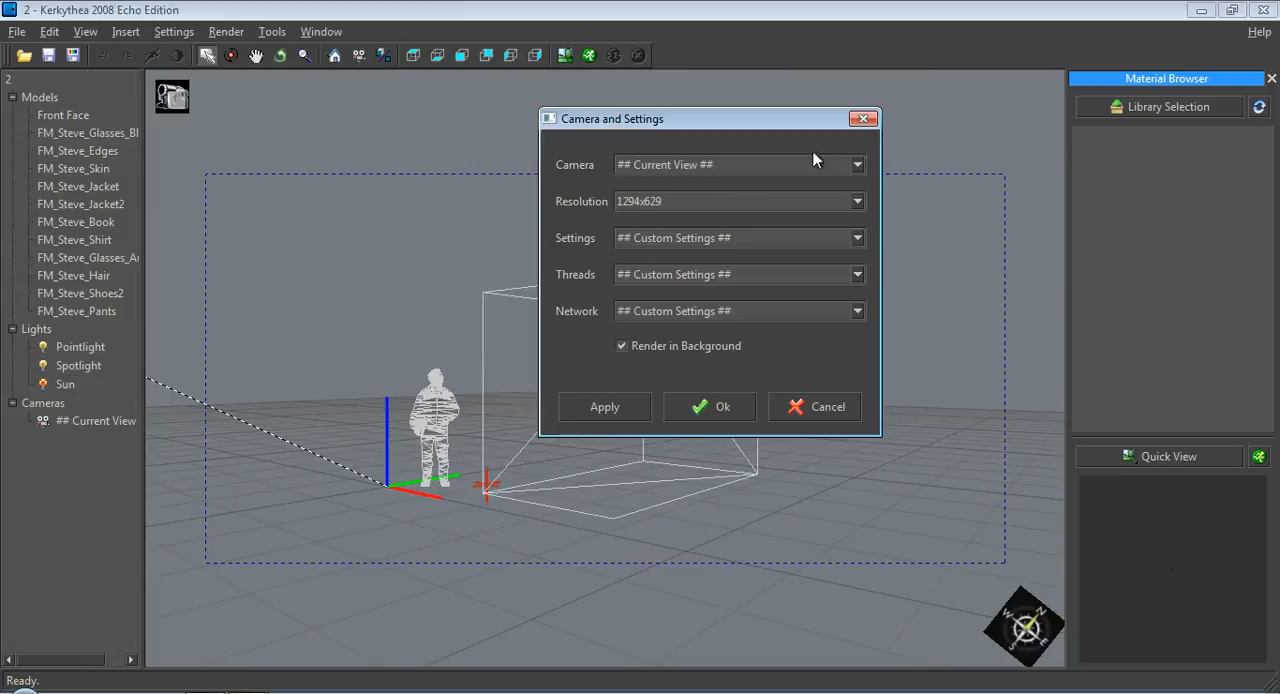 2 - Kerkythea 2008 Echo Edition
File Edit View Insert Settings Render Tools Window Help
2
Models
Front Face
FM_Steve_Glasses_Bl
FM_Steve_Edges
FM_Steve_Skin
FM_Steve_Jacket
FM_Steve_Jacket2
FM_Steve_Book
FM_Steve_Shirt
FM_Steve_Glasses_Ar
FM_Steve_Hair
FM_Steve_Shoes2
FM_Steve_Pants
Lights
Pointlight
Spotlight
Sun
Cameras
## Current View ##
Camera and Settings
Camera ## Current View ##
Resolution 1294x629
Settings ## Custom Settings ##
Threads ## Custom Settings ##
Network ## Custom Settings ##
Render in Background
Apply Ok Cancel
Material Browser
Library Selection
Quick View
N
S
Ready.